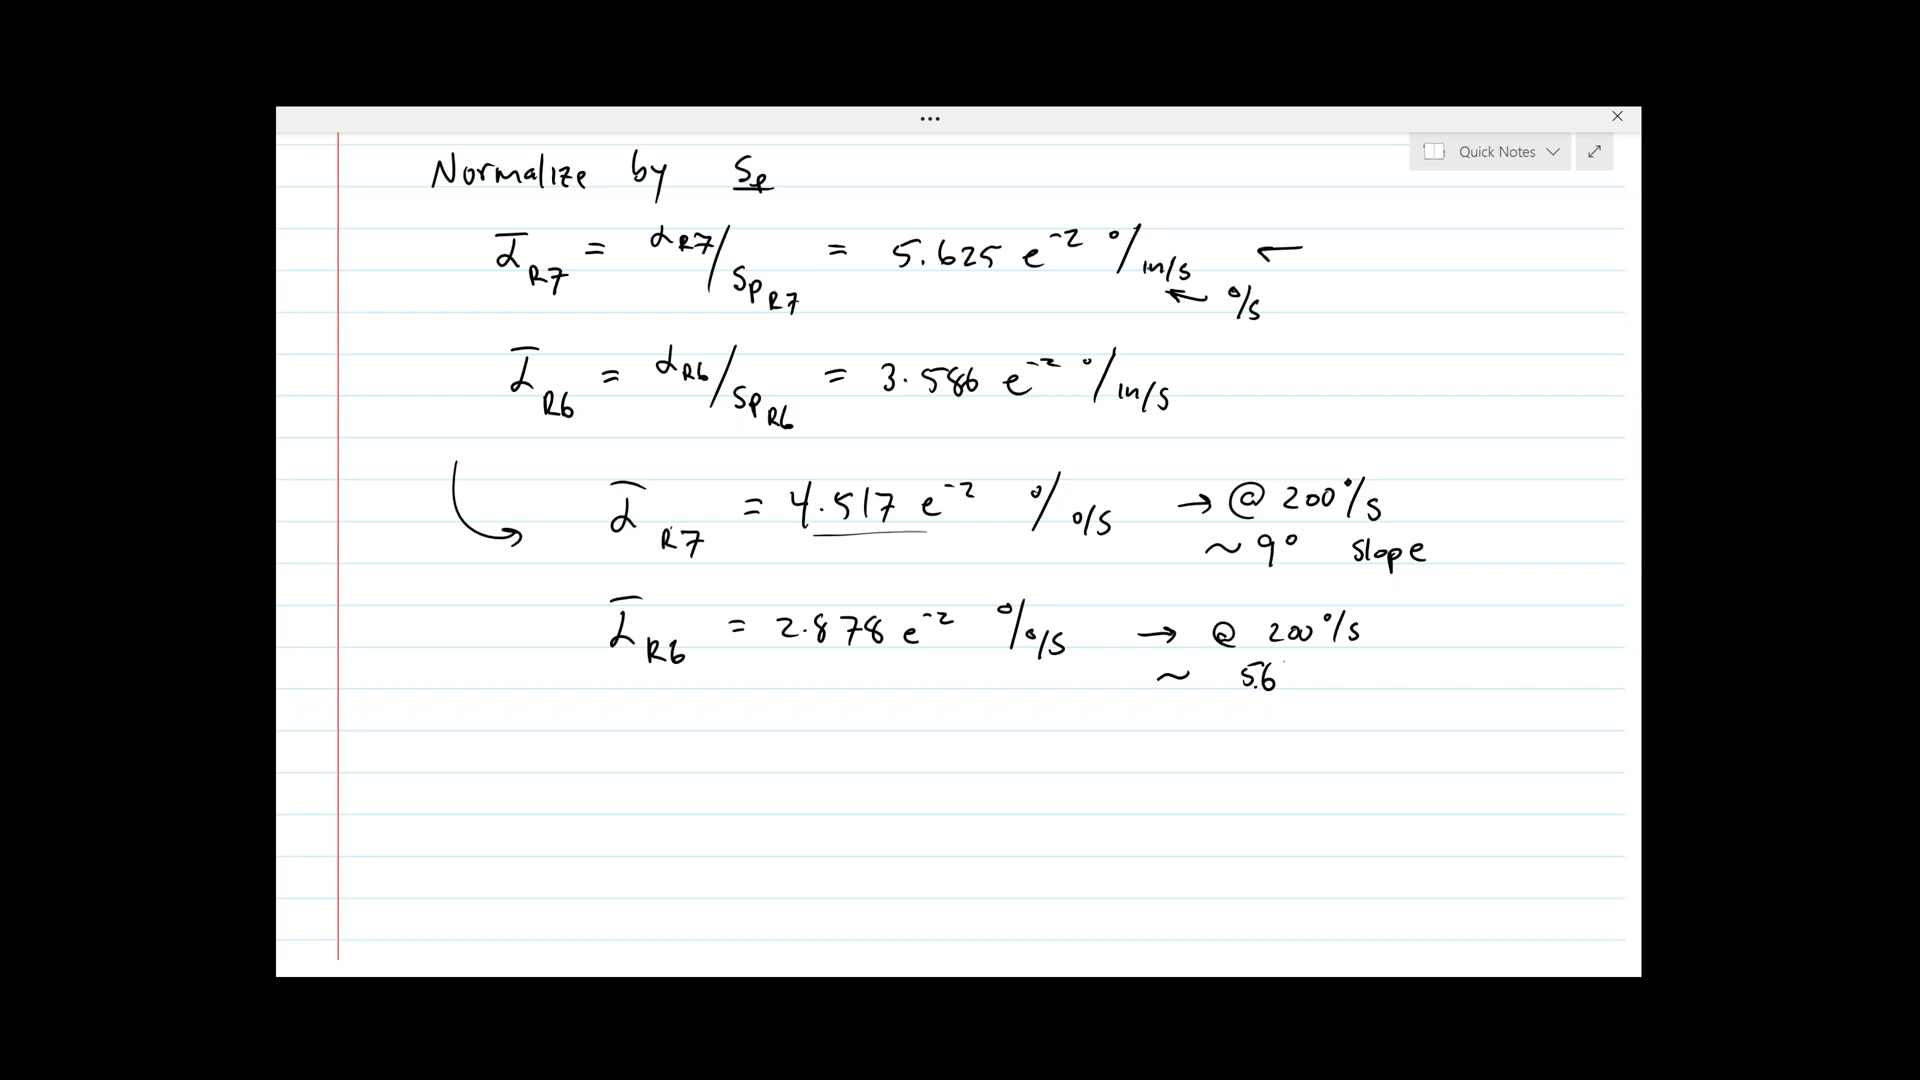 Quick Notes
Normalize by Sp
ᾱR7 = αR7/SpR7 = 5.625 e⁻² °/in/s ←
← °/s
ᾱR6 = αR6/SpR6 = 3.586 e⁻² °/in/s
ᾱR7 = 4.517 e⁻² °/°/s → @ 200°/s
~ 9° slope
ᾱR6 = 2.878 e⁻² °/°/s → @ 200°/s
~ 5.6